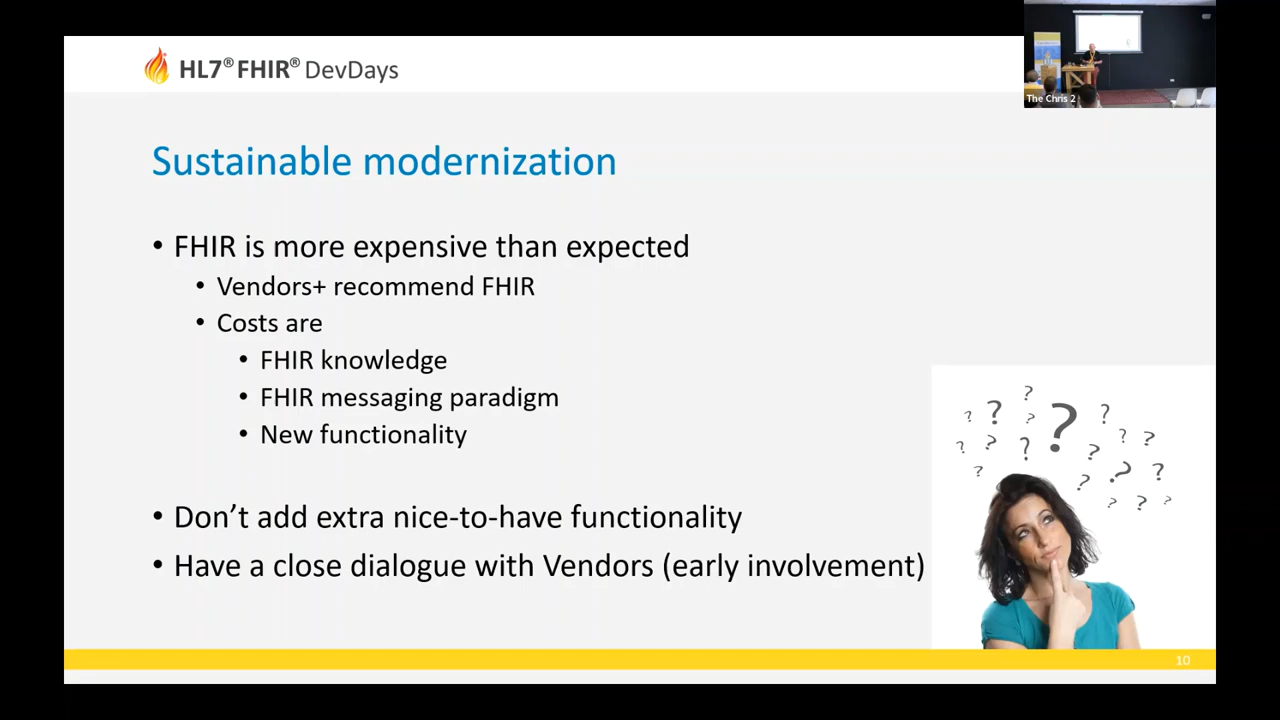 HL7® FHIR® DevDays
The Chris 2
Sustainable modernization
• FHIR is more expensive than expected
• Vendors+ recommend FHIR
• Costs are
• FHIR knowledge
• FHIR messaging paradigm
• New functionality
• Don't add extra nice-to-have functionality
• Have a close dialogue with Vendors (early involvement)
? ? ? ? ? ? ? ? ? ? ? ? ? ? ? ? ? ? ?
10